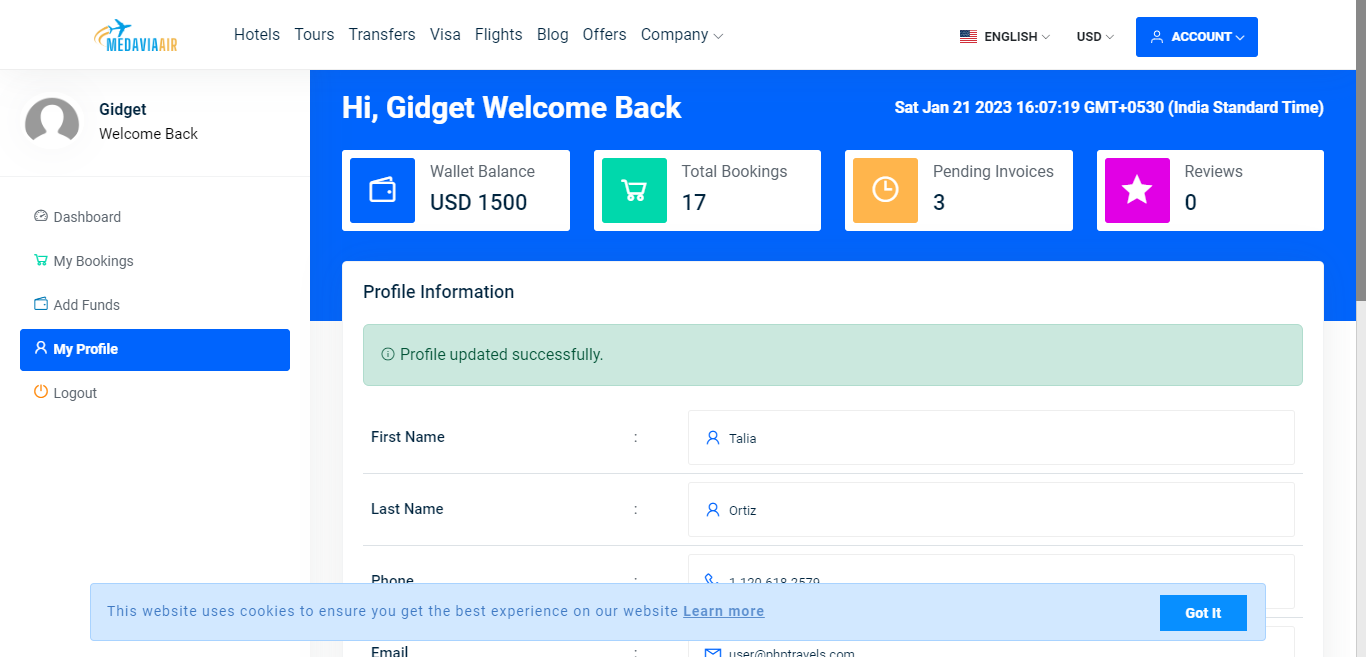 MEDAVIAAIR
Hotels Tours Transfers Visa Flights Blog Offers Company
ENGLISH
USD
ACCOUNT
Gidget
Welcome Back
Dashboard
My Bookings
Add Funds
My Profile
Logout
Hi, Gidget Welcome Back
Sat Jan 21 2023 16:07:19 GMT+0530 (India Standard Time)
Wallet Balance
USD 1500
Total Bookings
17
Pending Invoices
3
Reviews
0
Profile Information
Profile updated successfully.
First Name : Talia
Last Name : Ortiz
Phone : 1 120 618 2579
This website uses cookies to ensure you get the best experience on our website Learn more
Got It
Email : user@phptravels.com